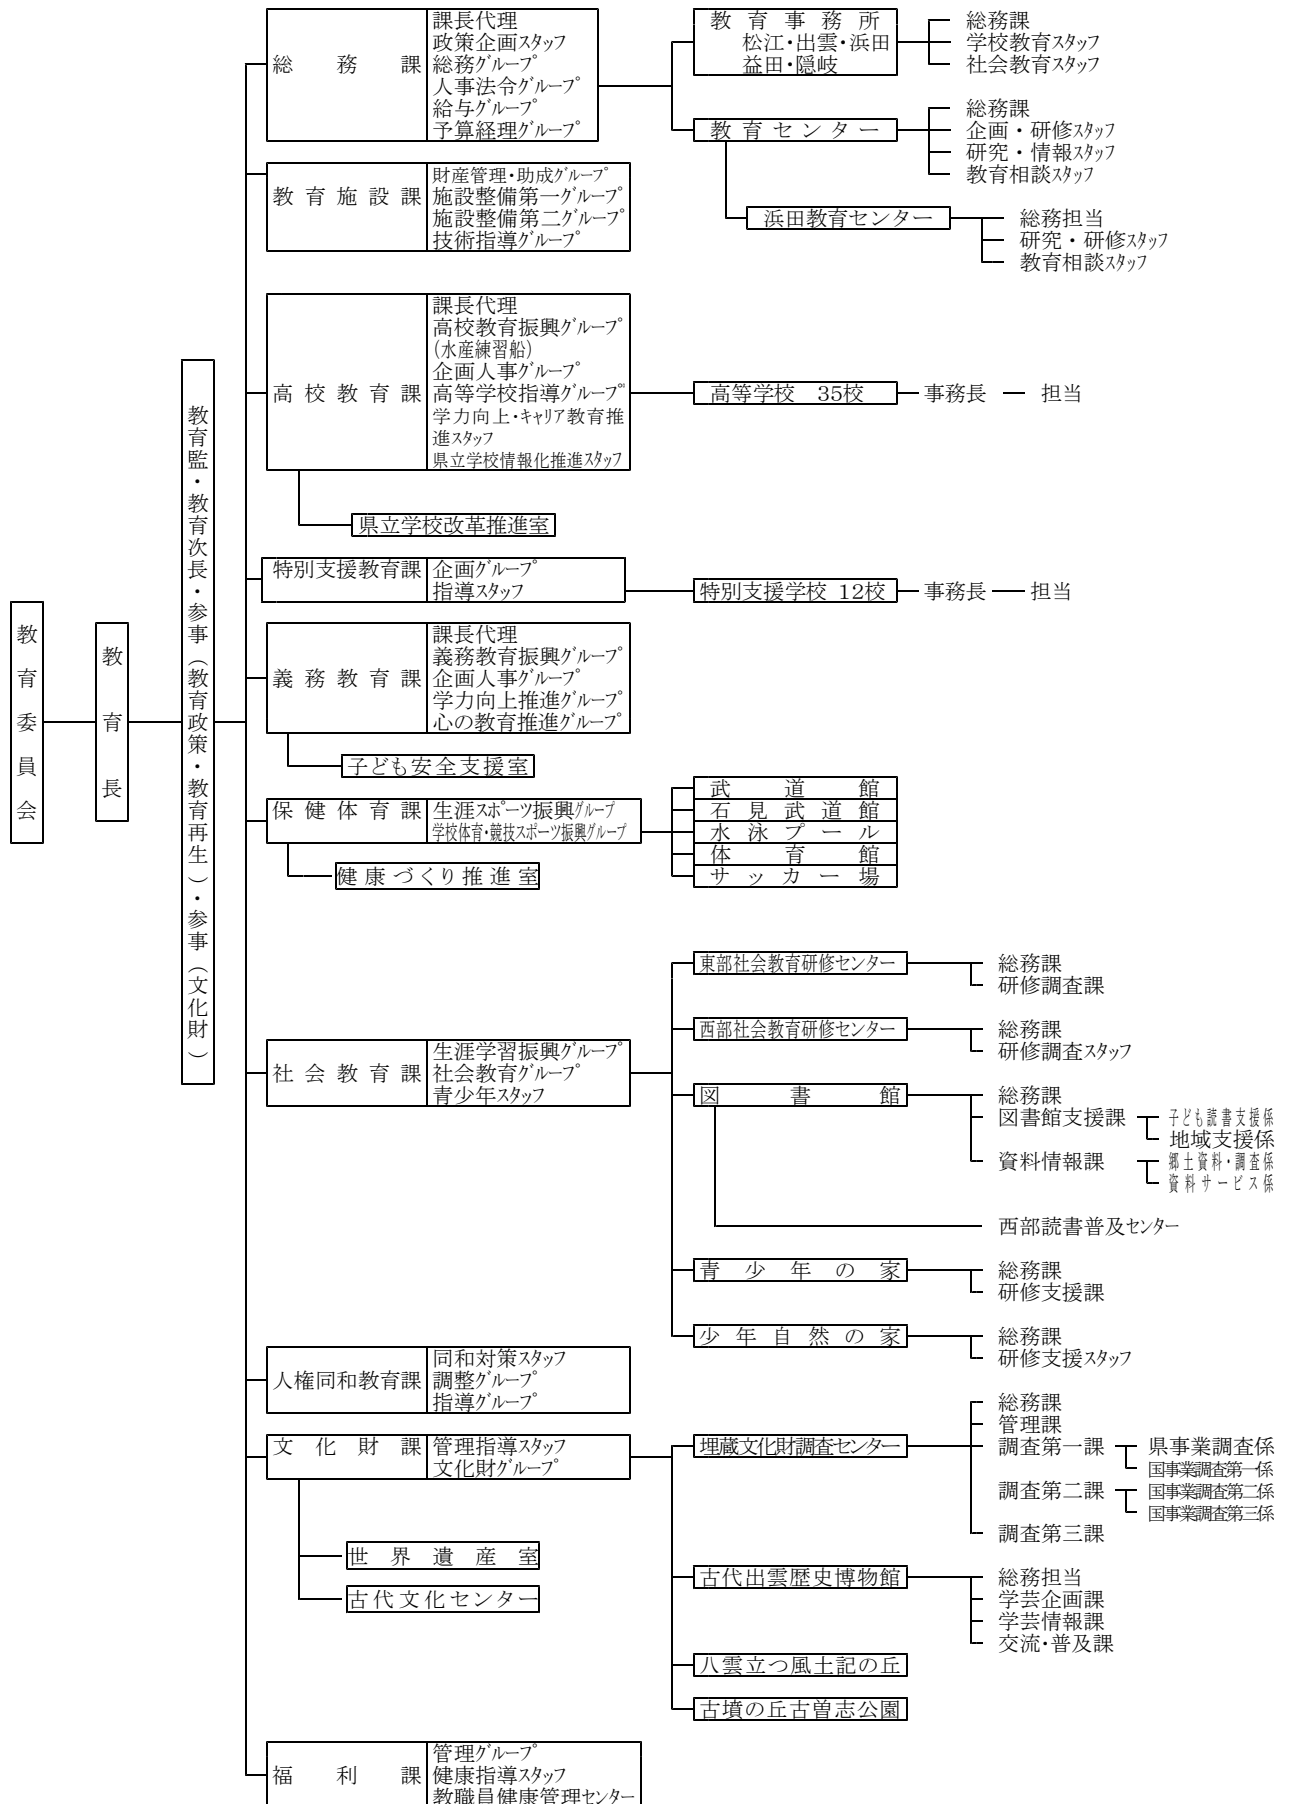 教育委員会
教育長
教育監・教育次長・参事（教育政策・教育再生）・参事（文化財）
総務課
課長代理
政策企画スタッフ
総務グループ
人事法令グループ
給与グループ
予算経理グループ
教育事務所
松江・出雲・浜田
益田・隠岐
総務課
学校教育スタッフ
社会教育スタッフ
教育センター
総務課
企画・研修スタッフ
研究・情報スタッフ
教育相談スタッフ
浜田教育センター
総務担当
研究・研修スタッフ
教育相談スタッフ
教育施設課
財産管理・助成グループ
施設整備第一グループ
施設整備第二グループ
技術指導グループ
高校教育課
課長代理
高校教育振興グループ
(水産練習船)
企画人事グループ
高等学校指導グループ
学力向上・キャリア教育推
進スタッフ
県立学校情報化推進スタッフ
高等学校 35校
事務長
担当
県立学校改革推進室
特別支援教育課
企画グループ
指導スタッフ
特別支援学校 12校
事務長
担当
義務教育課
課長代理
義務教育振興グループ
企画人事グループ
学力向上推進グループ
心の教育推進グループ
子ども安全支援室
保健体育課
生涯スポーツ振興グループ
学校体育・競技スポーツ振興グループ
武道館
石見武道館
水泳プール
体育館
サッカー場
健康づくり推進室
社会教育課
生涯学習振興グループ
社会教育グループ
青少年スタッフ
東部社会教育研修センター
総務課
研修調査課
西部社会教育研修センター
総務課
研修調査スタッフ
図書館
総務課
図書館支援課
子ども読書支援係
地域支援係
資料情報課
郷土資料・調査係
資料サービス係
西部読書普及センター
青少年の家
総務課
研修支援課
少年自然の家
総務課
研修支援スタッフ
人権同和教育課
同和対策スタッフ
調整グループ
指導グループ
文化財課
管理指導スタッフ
文化財グループ
埋蔵文化財調査センター
総務課
管理課
調査第一課
県事業調査係
国事業調査第一係
調査第二課
国事業調査第二係
国事業調査第三係
調査第三課
世界遺産室
古代文化センター
古代出雲歴史博物館
総務担当
学芸企画課
学芸情報課
交流・普及課
八雲立つ風土記の丘
古墳の丘古曽志公園
福利課
管理グループ
健康指導スタッフ
教職員健康管理センター